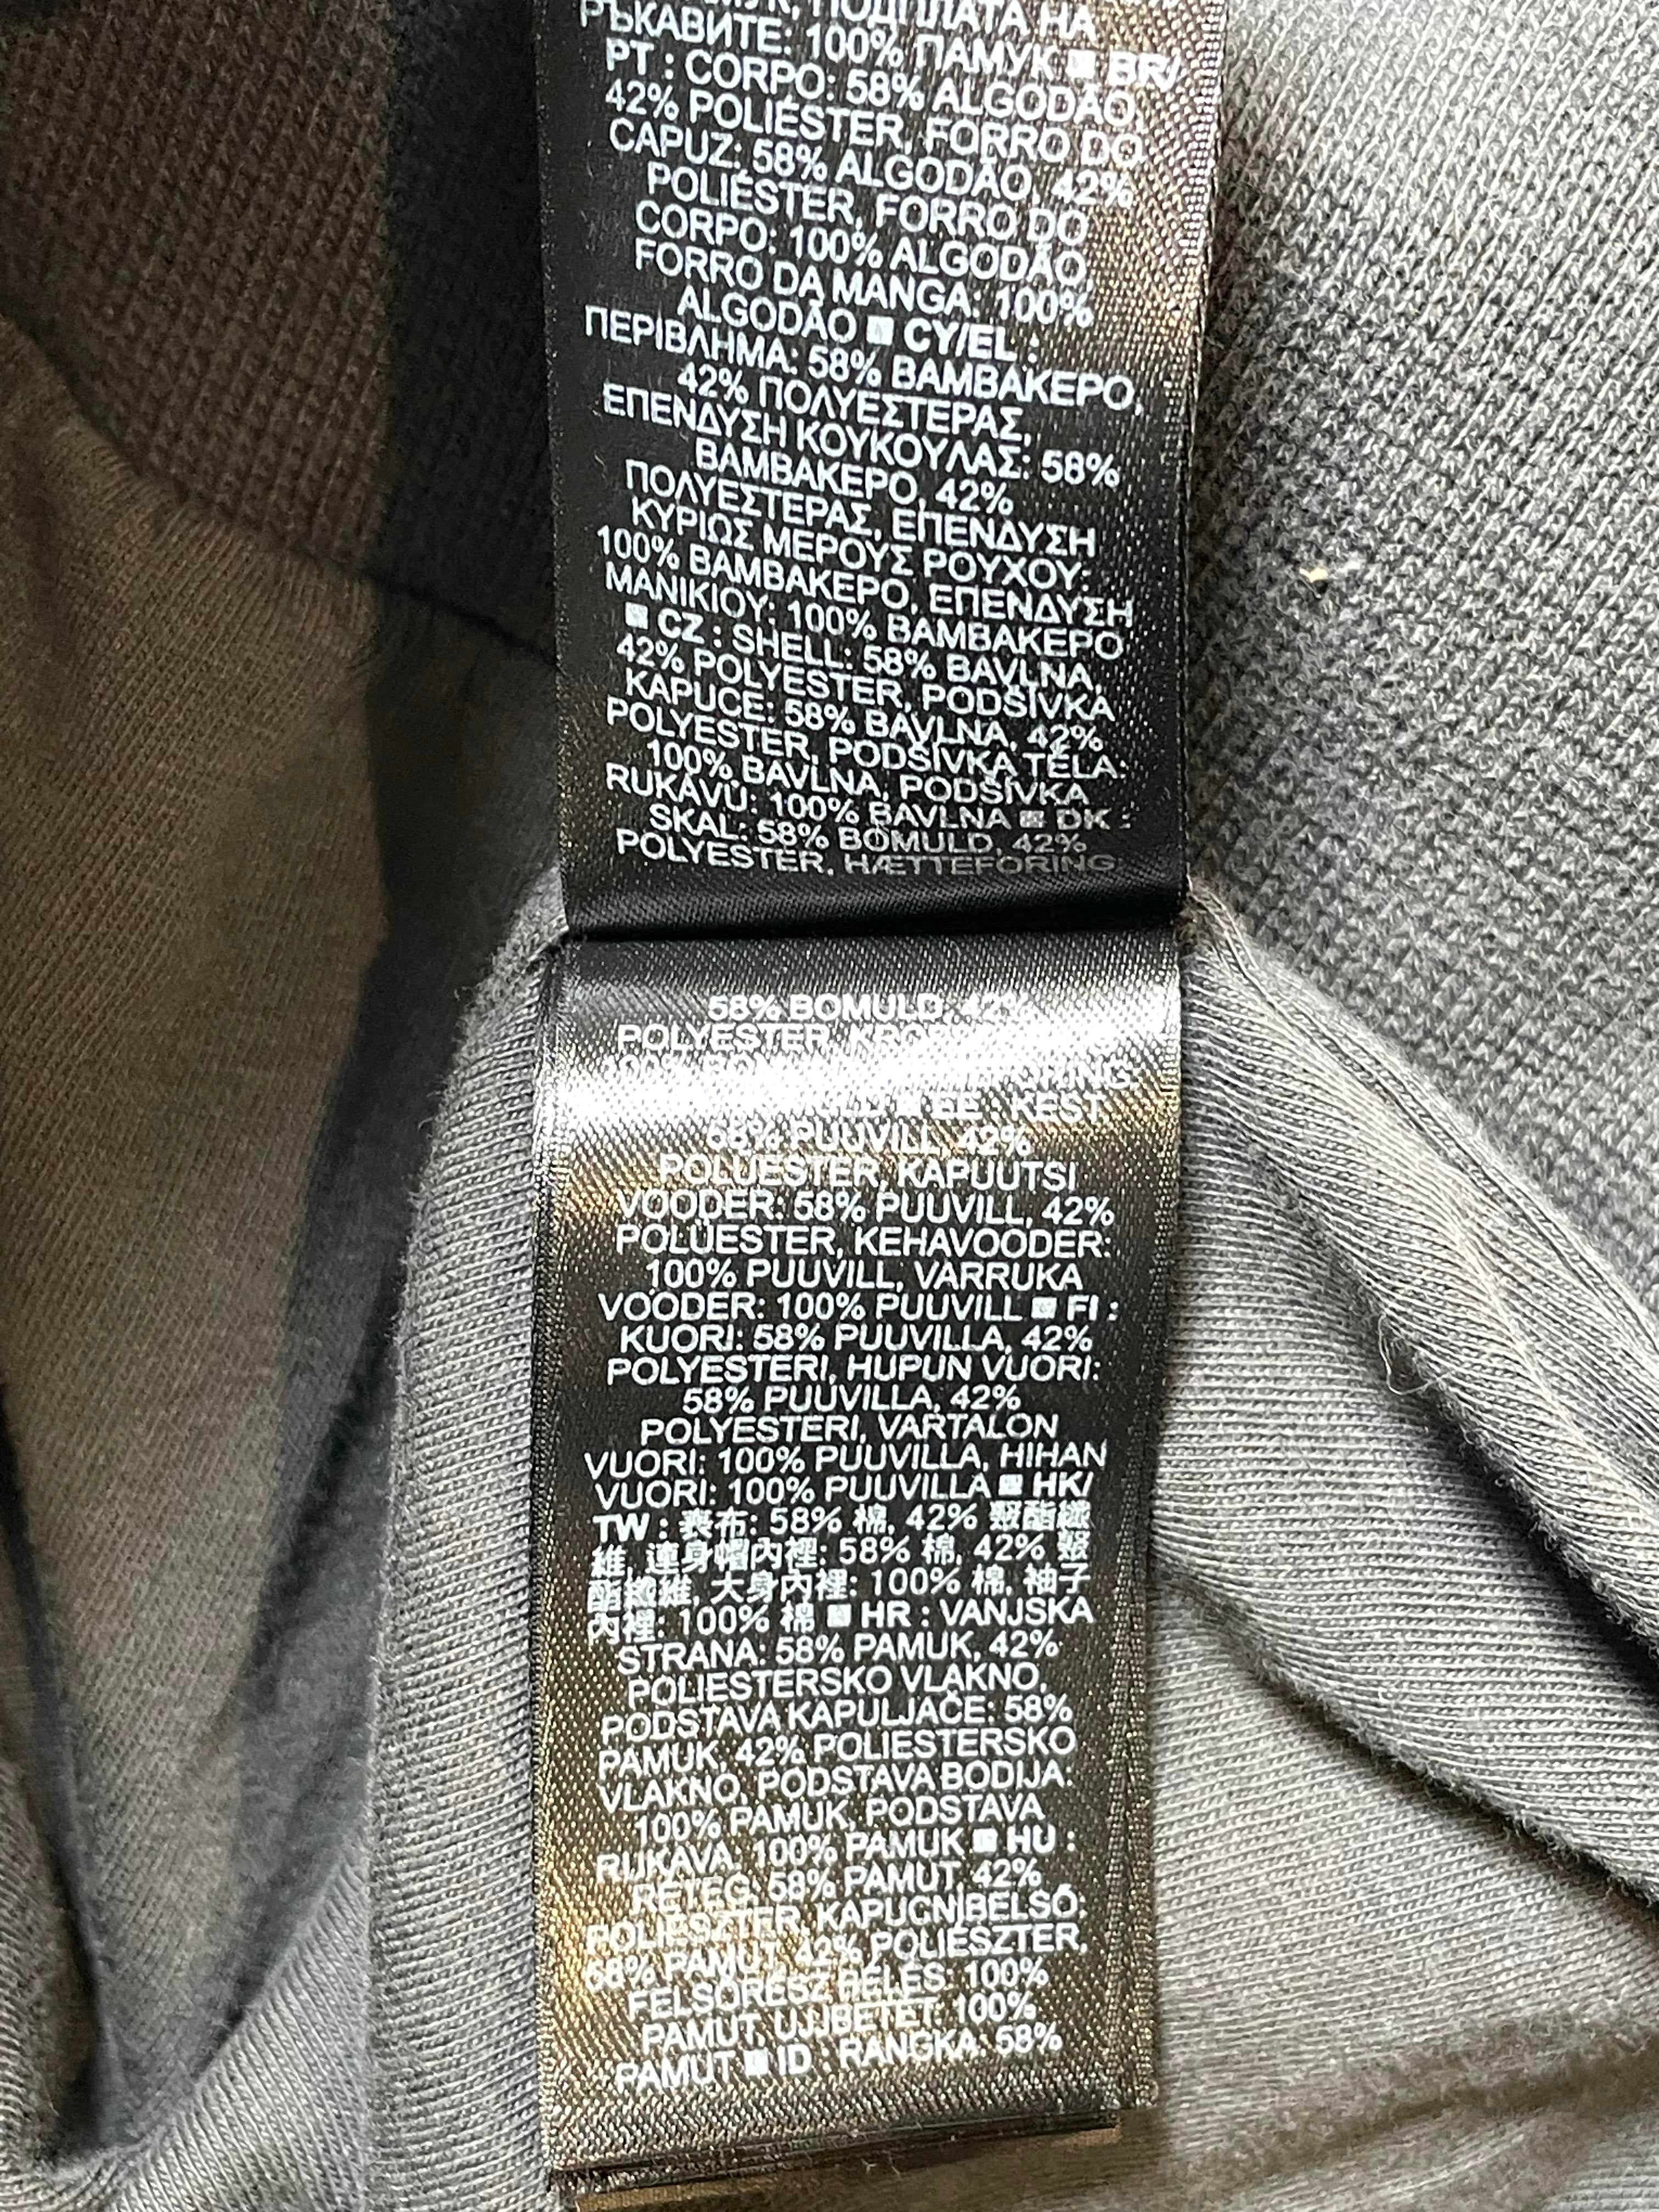 ПОДПЛАТА НА
РЪКАВИТЕ: 100% ПАМУК BR/
PT : CORPO: 58% ALGODÃO,
42% POLIÉSTER, FORRO DO
CAPUZ: 58% ALGODÃO, 42%
POLIÉSTER, FORRO DO
CORPO: 100% ALGODÃO,
FORRO DA MANGA: 100%
ALGODÃO CY/EL :
ΠΕΡΙΒΛΗΜΑ: 58% ΒΑΜΒΑΚΕΡΟ,
42% ΠΟΛΥΕΣΤΕΡΑΣ,
ΕΠΕΝΔΥΣΗ ΚΟΥΚΟΥΛΑΣ: 58%
ΒΑΜΒΑΚΕΡΟ, 42%
ΠΟΛΥΕΣΤΕΡΑΣ, ΕΠΕΝΔΥΣΗ
ΚΥΡΙΩΣ ΜΕΡΟΥΣ ΡΟΥΧΟΥ:
100% ΒΑΜΒΑΚΕΡΟ, ΕΠΕΝΔΥΣΗ
ΜΑΝΙΚΙΟΥ: 100% ΒΑΜΒΑΚΕΡΟ
CZ : SHELL: 58% BAVLNA,
42% POLYESTER, PODŠÍVKA
KAPUCE: 58% BAVLNA, 42%
POLYESTER, PODŠÍVKA TĚLA:
100% BAVLNA, PODŠÍVKA
RUKÁVŮ: 100% BAVLNA DK :
SKAL: 58% BOMULD, 42%
POLYESTER, HÆTTEFORING:
58% BOMULD, 42%
POLYESTER,
EE : KEST
58% PUUVILL, 42%
POLÜESTER, KAPUUTSI
VOODER: 58% PUUVILL, 42%
POLÜESTER, KEHAVOODER:
100% PUUVILL, VARRUKA
VOODER: 100% PUUVILL FI :
KUORI: 58% PUUVILLA, 42%
POLYESTERI, HUPUN VUORI:
58% PUUVILLA, 42%
POLYESTERI, VARTALON
VUORI: 100% PUUVILLA, HIHAN
VUORI: 100% PUUVILLA HK/
TW : 表布: 58% 棉, 42% 聚酯纖
維, 連身帽內裡: 58% 棉, 42% 聚
酯纖維, 大身內裡: 100% 棉, 袖子
內裡: 100% 棉 HR : VANJSKA
STRANA: 58% PAMUK, 42%
POLIESTERSKO VLAKNO,
PODSTAVA KAPULJAČE: 58%
PAMUK, 42% POLIESTERSKO
VLAKNO, PODSTAVA BODIJA:
100% PAMUK, PODSTAVA
RUKAVA: 100% PAMUK HU :
RÉTEG: 58% PAMUT, 42%
POLIÉSZTER, KAPUCNIBELSŐ:
58% PAMUT, 42% POLIÉSZTER,
FELSŐRÉSZ BÉLÉS: 100%
PAMUT, UJJBETÉT: 100%
PAMUT ID : RANGKA: 58%